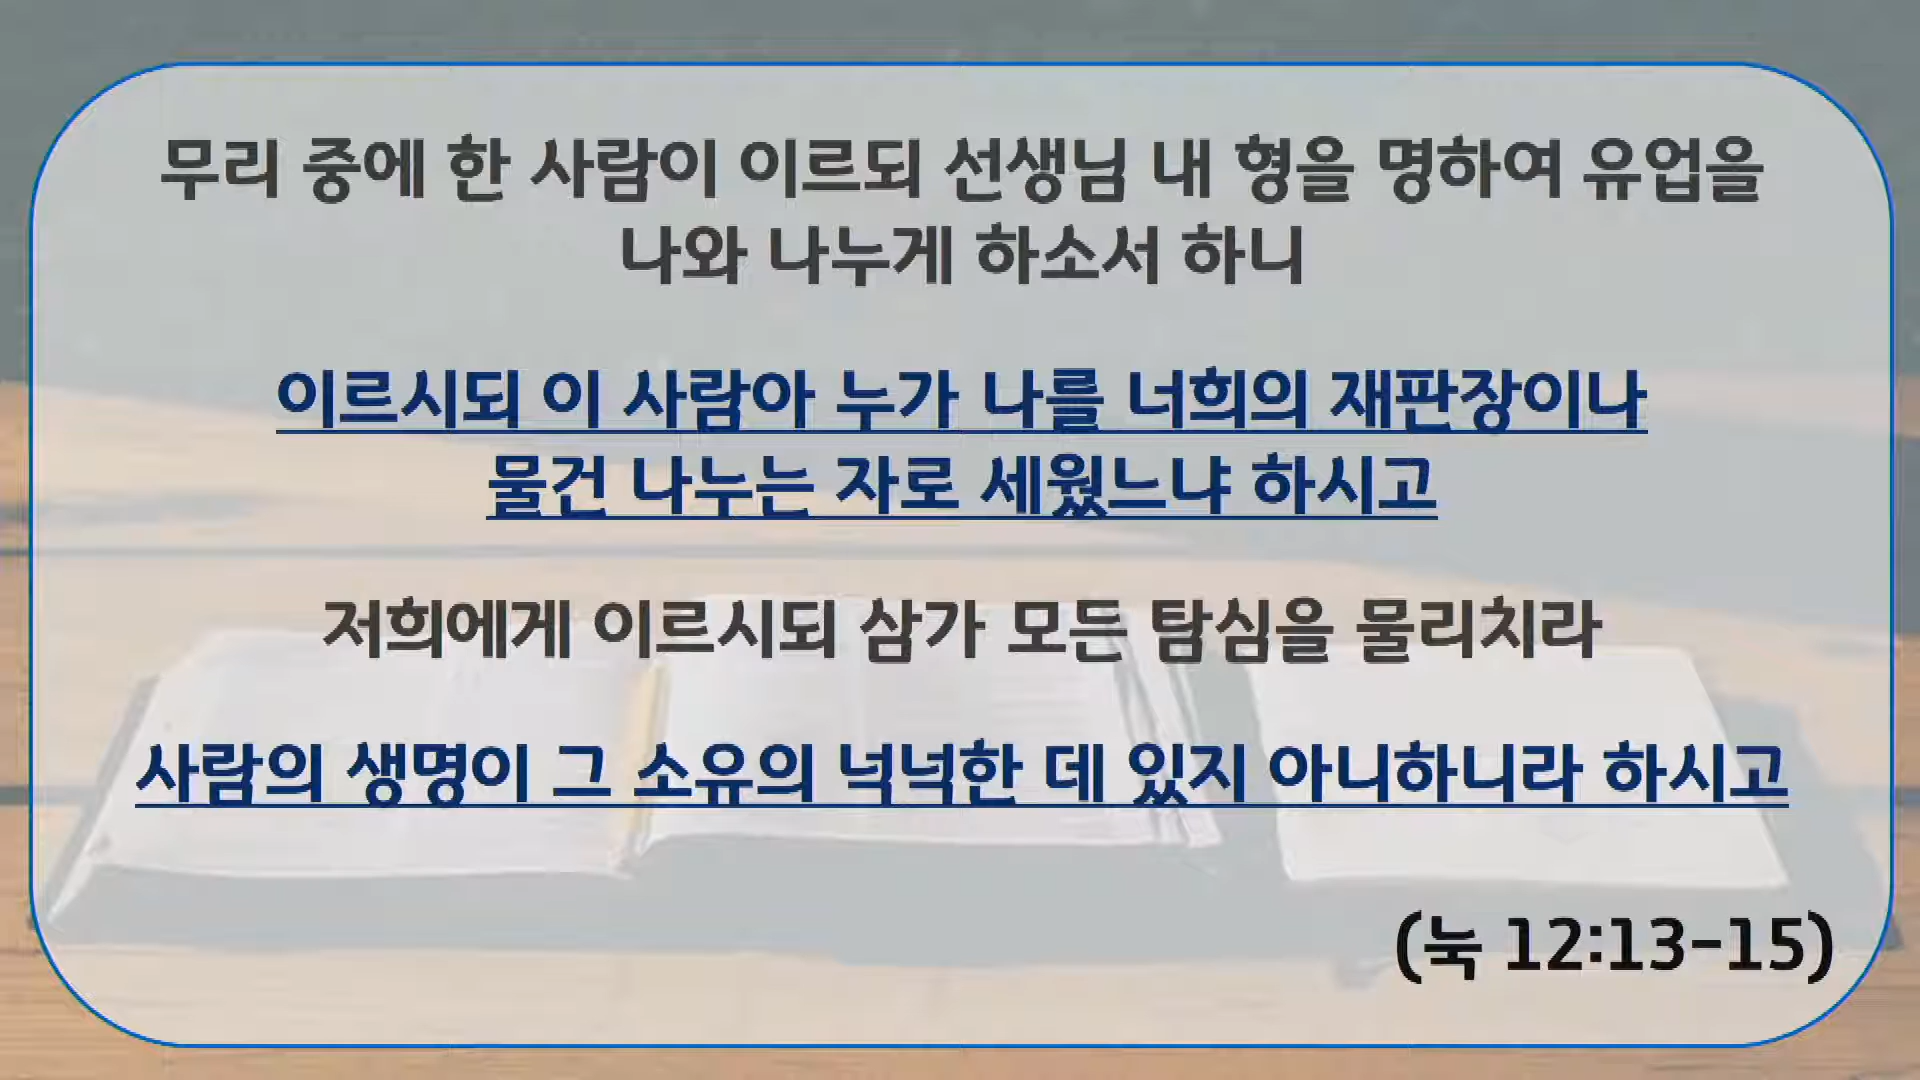 무리 중에 한 사람이 이르되 선생님 내 형을 명하여 유업을
나와 나누게 하소서 하니
이르시되 이 사람아 누가 나를 너희의 재판장이나
물건 나누는 자로 세웠느냐 하시고
저희에게 이르시되 삼가 모든 탐심을 물리치라
사람의 생명이 그 소유의 넉넉한 데 있지 아니하니라 하시고
(눅 12:13-15)